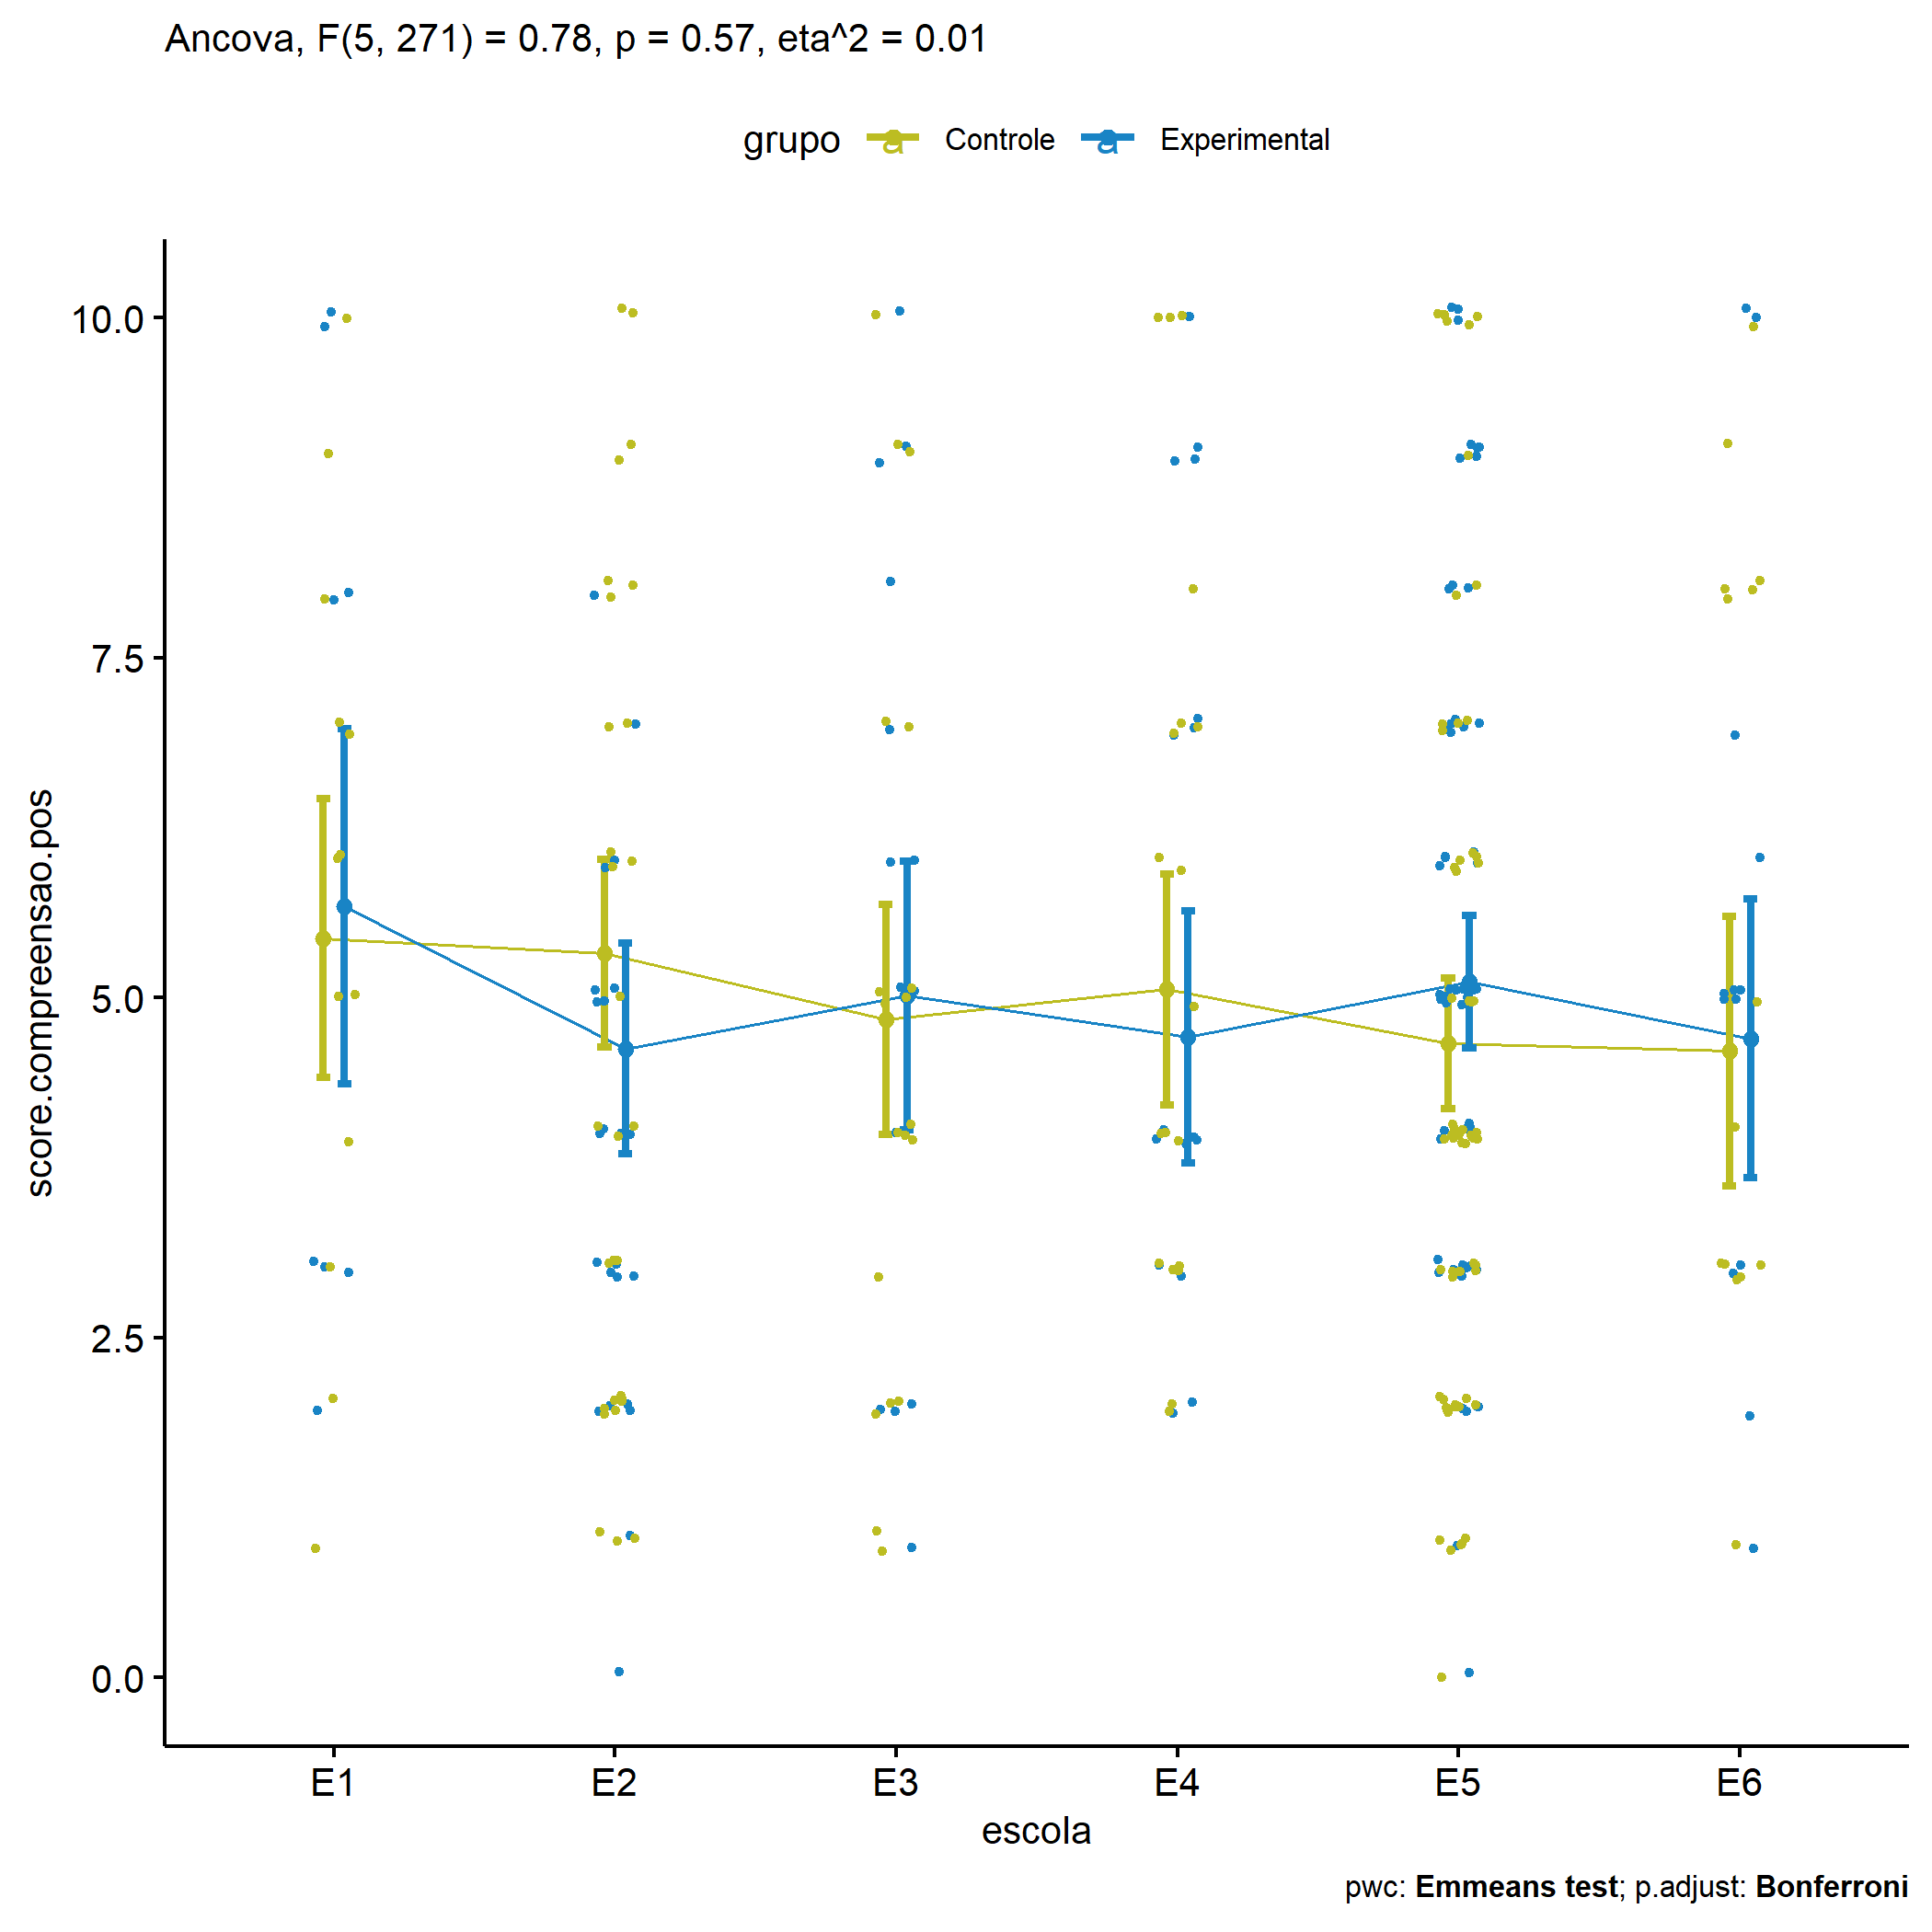 Ancova, F(5, 271) = 0.78, p = 0.57, eta^2 = 0.01
grupo a Controle a Experimental
10.0
7.5
5.0
2.5
0.0
score.compreensao.pos
E1 E2 E3 E4 E5 E6
escola
pwc: Emmeans test; p.adjust: Bonferroni